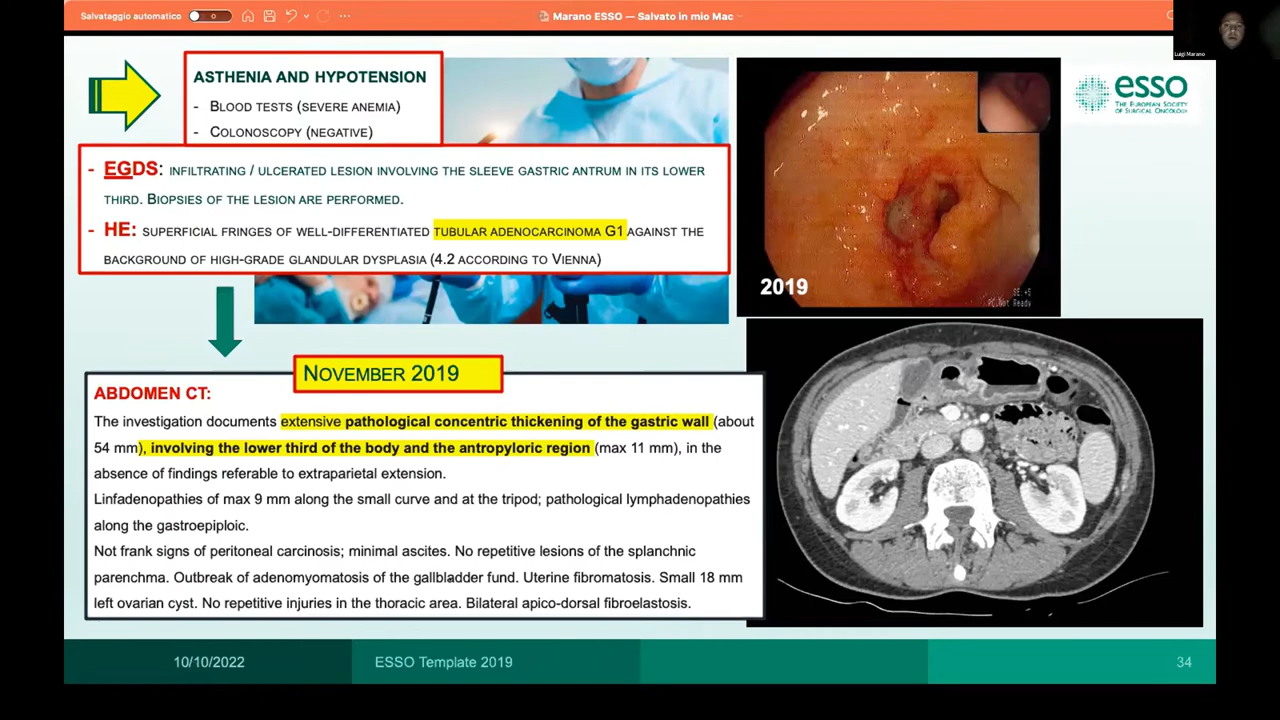 Salvataggio automatico
0
Marano ESSO — Salvato in mio Mac
Luigi Marano
ASTHENIA AND HYPOTENSION
- BLOOD TESTS (SEVERE ANEMIA)
- COLONOSCOPY (NEGATIVE)
- EGDS: INFILTRATING / ULCERATED LESION INVOLVING THE SLEEVE GASTRIC ANTRUM IN ITS LOWER
THIRD. BIOPSIES OF THE LESION ARE PERFORMED.
- HE: SUPERFICIAL FRINGES OF WELL-DIFFERENTIATED TUBULAR ADENOCARCINOMA G1 AGAINST THE
BACKGROUND OF HIGH-GRADE GLANDULAR DYSPLASIA (4.2 ACCORDING TO VIENNA)
2019
SE.+5
PC.Not Ready
esso
THE EUROPEAN SOCIETY
OF SURGICAL ONCOLOGY
NOVEMBER 2019
ABDOMEN CT:
The investigation documents extensive pathological concentric thickening of the gastric wall (about
54 mm), involving the lower third of the body and the antropyloric region (max 11 mm), in the
absence of findings referable to extraparietal extension.
Linfadenopathies of max 9 mm along the small curve and at the tripod; pathological lymphadenopathies
along the gastroepiploic.
Not frank signs of peritoneal carcinosis; minimal ascites. No repetitive lesions of the splanchnic
parenchma. Outbreak of adenomyomatosis of the gallbladder fund. Uterine fibromatosis. Small 18 mm
left ovarian cyst. No repetitive injuries in the thoracic area. Bilateral apico-dorsal fibroelastosis.
10/10/2022
ESSO Template 2019
34